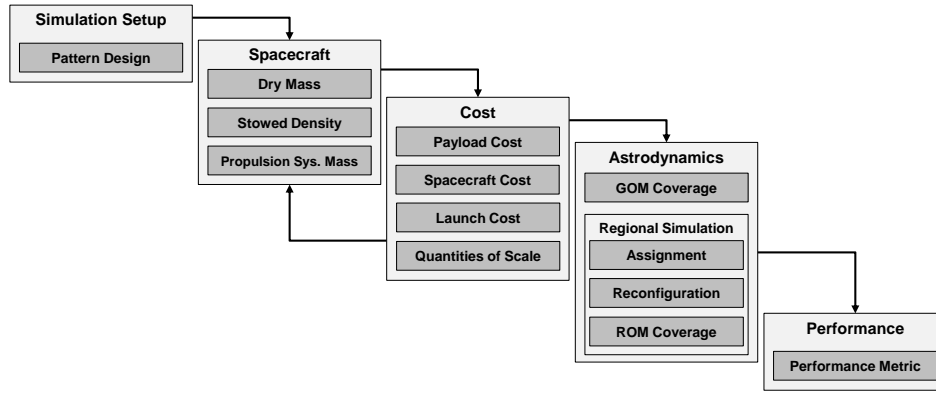 Simulation Setup
Pattern Design
Spacecraft
Dry Mass
Stowed Density
Propulsion Sys. Mass
Cost
Payload Cost
Spacecraft Cost
Launch Cost
Quantities of Scale
Astrodynamics
GOM Coverage
Regional Simulation
Assignment
Reconfiguration
ROM Coverage
Performance
Performance Metric